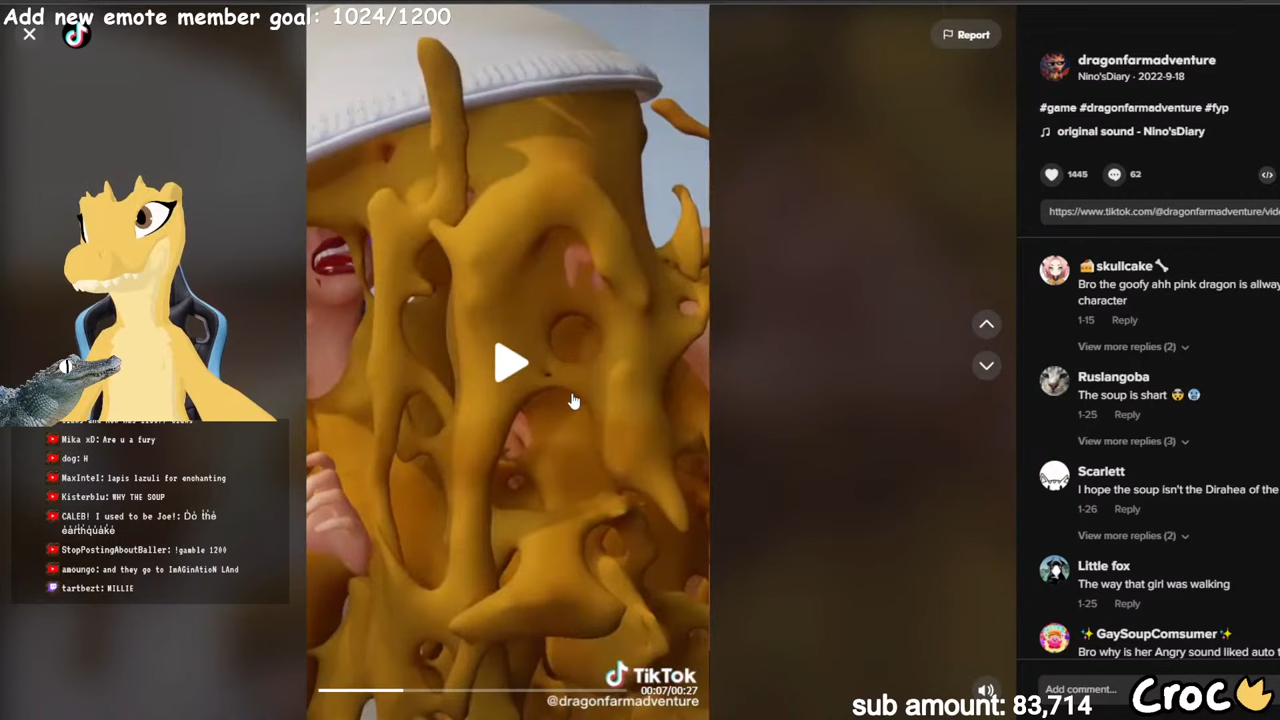 Add new emote member goal: 1024/1200
Report
dragonfarmadventure
Nino'sDiary · 2022-9-18
#game #dragonfarmadventure #fyp
original sound - Nino'sDiary
1445
62
https://www.tiktok.com/@dragonfarmadventure/vid
skullcake
Bro the goofy ahh pink dragon is allway
character
1-15 Reply
View more replies (2)
Ruslangoba
The soup is shart 🤯 🥶
1-25 Reply
View more replies (3)
Scarlett
I hope the soup isn't the Dirahea of the
1-26 Reply
View more replies (2)
Little fox
The way that girl was walking
1-25 Reply
✨GaySoupComsumer✨
Bro why is her Angry sound liked auto t
Add comment...
Mika xD: Are u a fury
dog: H
MaxIntel: lapis lazuli for enchanting
Kisterblu: WHY THE SOUP
CALEB! I used to be Joe!: Do the
earthquake
StopPostingAboutBaller: !gamble 1200
amoungo: and they go to ImAGinAtioN LAnd
tartbezt: MILLIE
TikTok
00:07/00:27
@dragonfarmadventure
sub amount: 83,714
Croc